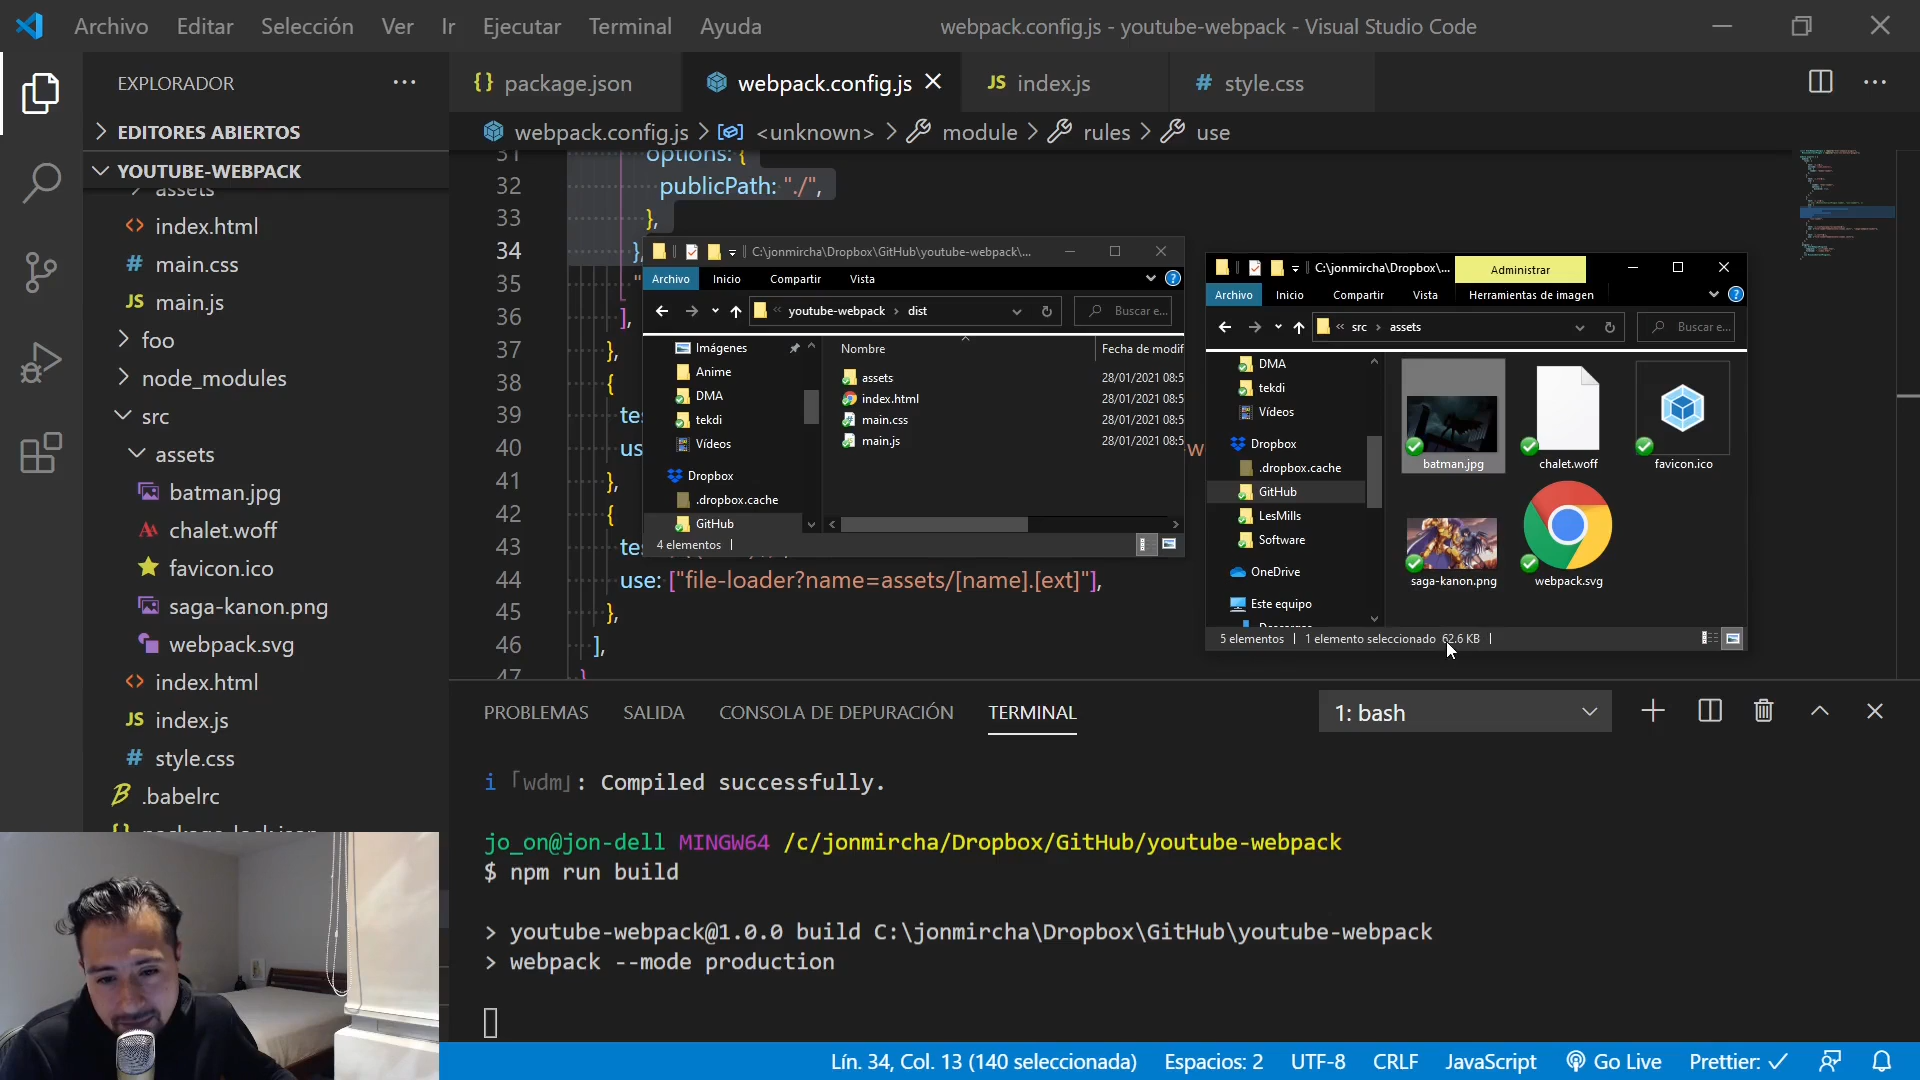 Archivo Editar Selección Ver Ir Ejecutar Terminal Ayuda
webpack.config.js - youtube-webpack - Visual Studio Code
EXPLORADOR
EDITORES ABIERTOS
YOUTUBE-WEBPACK
assets
index.html
main.css
main.js
foo
node_modules
src
assets
batman.jpg
chalet.woff
favicon.ico
saga-kanon.png
webpack.svg
index.html
index.js
style.css
.babelrc
package-lock.json
package.json
webpack.config.js
index.js
style.css
webpack.config.js > <unknown> > module > rules > use
31 options: {
32 publicPath: "./",
33 },
34 },
35 "
36 ],
37 },
38 {
39 te
40 us
41 },
42 {
43 te
44 use: ["file-loader?name=assets/[name].[ext]"],
45 },
46 ],
47 }
C:\jonmircha\Dropbox\GitHub\youtube-webpack\...
Archivo Inicio Compartir Vista
youtube-webpack > dist
Buscar e...
Imágenes
Anime
DMA
tekdi
Vídeos
Dropbox
.dropbox.cache
GitHub
Nombre Fecha de modif
assets 28/01/2021 08:5
index.html 28/01/2021 08:5
main.css 28/01/2021 08:5
main.js 28/01/2021 08:5
4 elementos
C:\jonmircha\Dropbox\... Administrar
Archivo Inicio Compartir Vista Herramientas de imagen
« src > assets
Buscar e...
DMA
tekdi
Vídeos
Dropbox
.dropbox.cache
GitHub
LesMills
Software
OneDrive
Este equipo
batman.jpg
chalet.woff
favicon.ico
saga-kanon.png
webpack.svg
5 elementos 1 elemento seleccionado 62.6 KB
PROBLEMAS SALIDA CONSOLA DE DEPURACIÓN TERMINAL
1: bash
i ｢wdm｣: Compiled successfully.
jo_on@jon-dell MINGW64 /c/jonmircha/Dropbox/GitHub/youtube-webpack
$ npm run build
> youtube-webpack@1.0.0 build C:\jonmircha\Dropbox\GitHub\youtube-webpack
> webpack --mode production
Lín. 34, Col. 13 (140 seleccionada) Espacios: 2 UTF-8 CRLF JavaScript Go Live Prettier: ✓